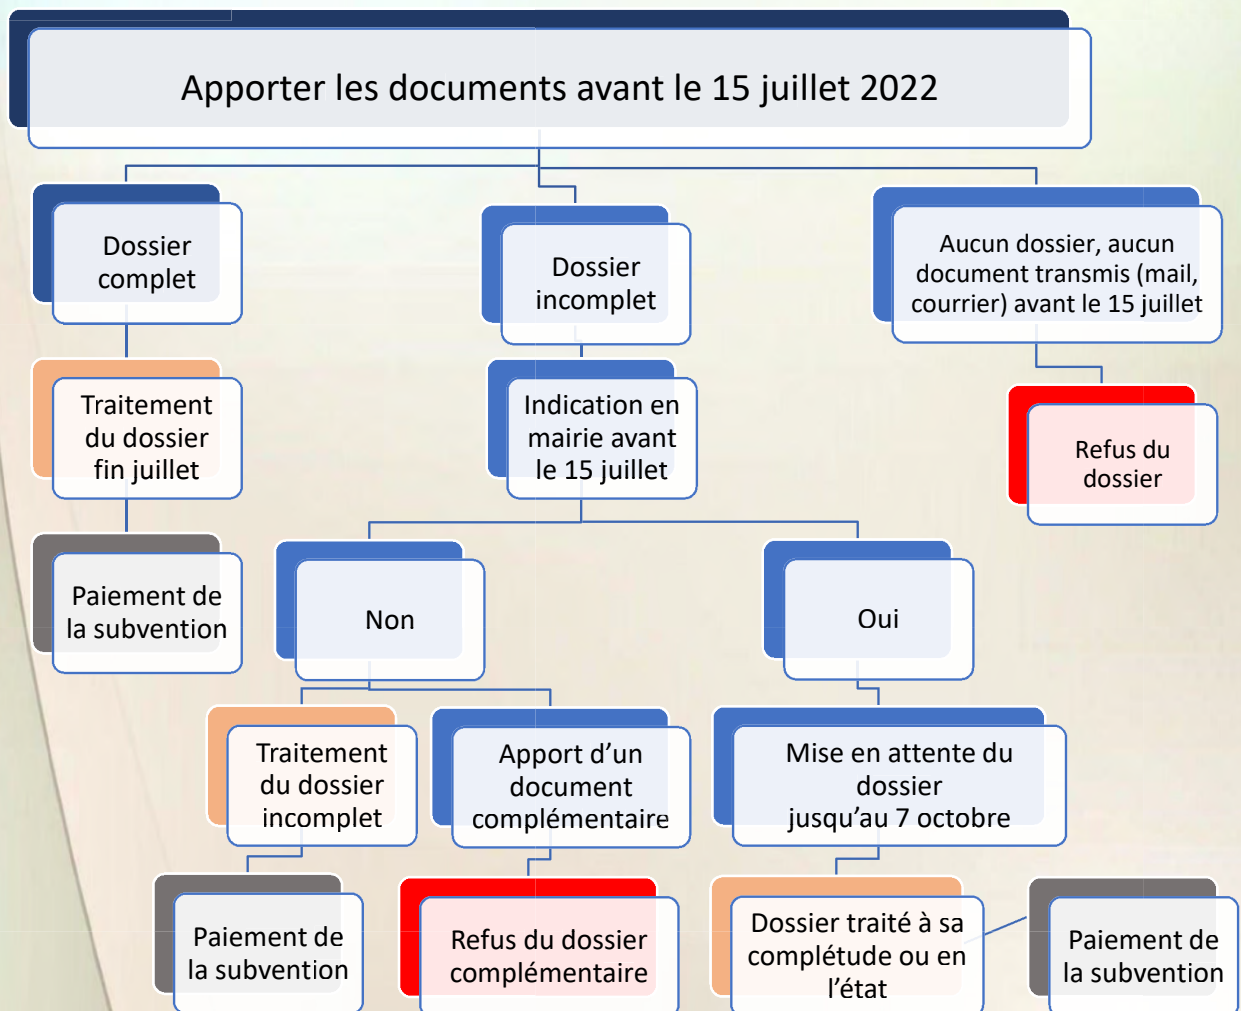 Apporter les documents avant le 15 juillet 2022
Dossier
complet
Dossier
incomplet
Aucun dossier, aucun
document transmis (mail,
courrier) avant le 15 juillet
Traitement
du dossier
fin juillet
Indication en
mairie avant
le 15 juillet
Refus du
dossier
Paiement de
la subvention
Non
Oui
Traitement
du dossier
incomplet
Apport d’un
document
complémentaire
Mise en attente du
dossier
jusqu’au 7 octobre
Paiement de
la subvention
Refus du dossier
complémentaire
Dossier traité à sa
complétude ou en
l’état
Paiement de
la subvention